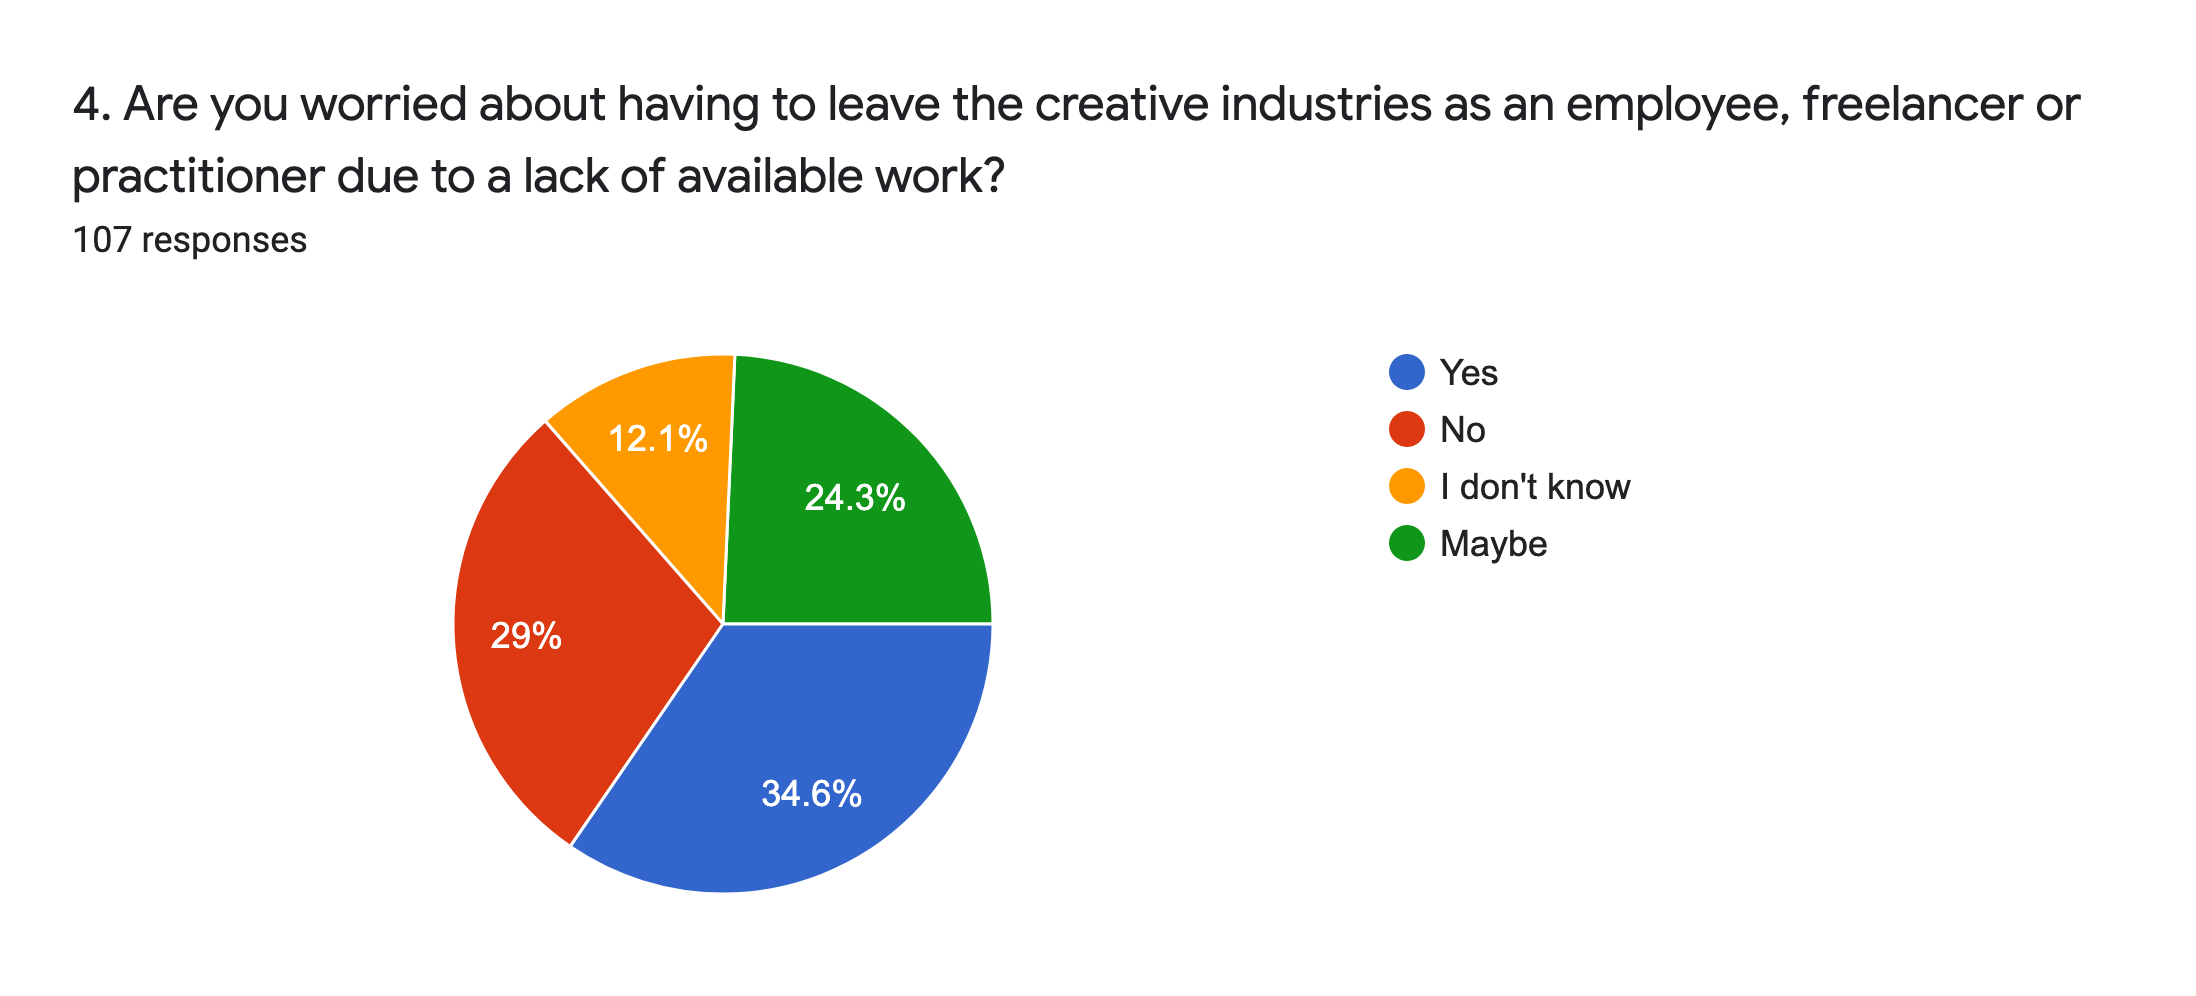 4. Are you worried about having to leave the creative industries as an employee, freelancer or
practitioner due to a lack of available work?
107 responses
Yes
No
I don't know
Maybe
12.1%
24.3%
29%
34.6%